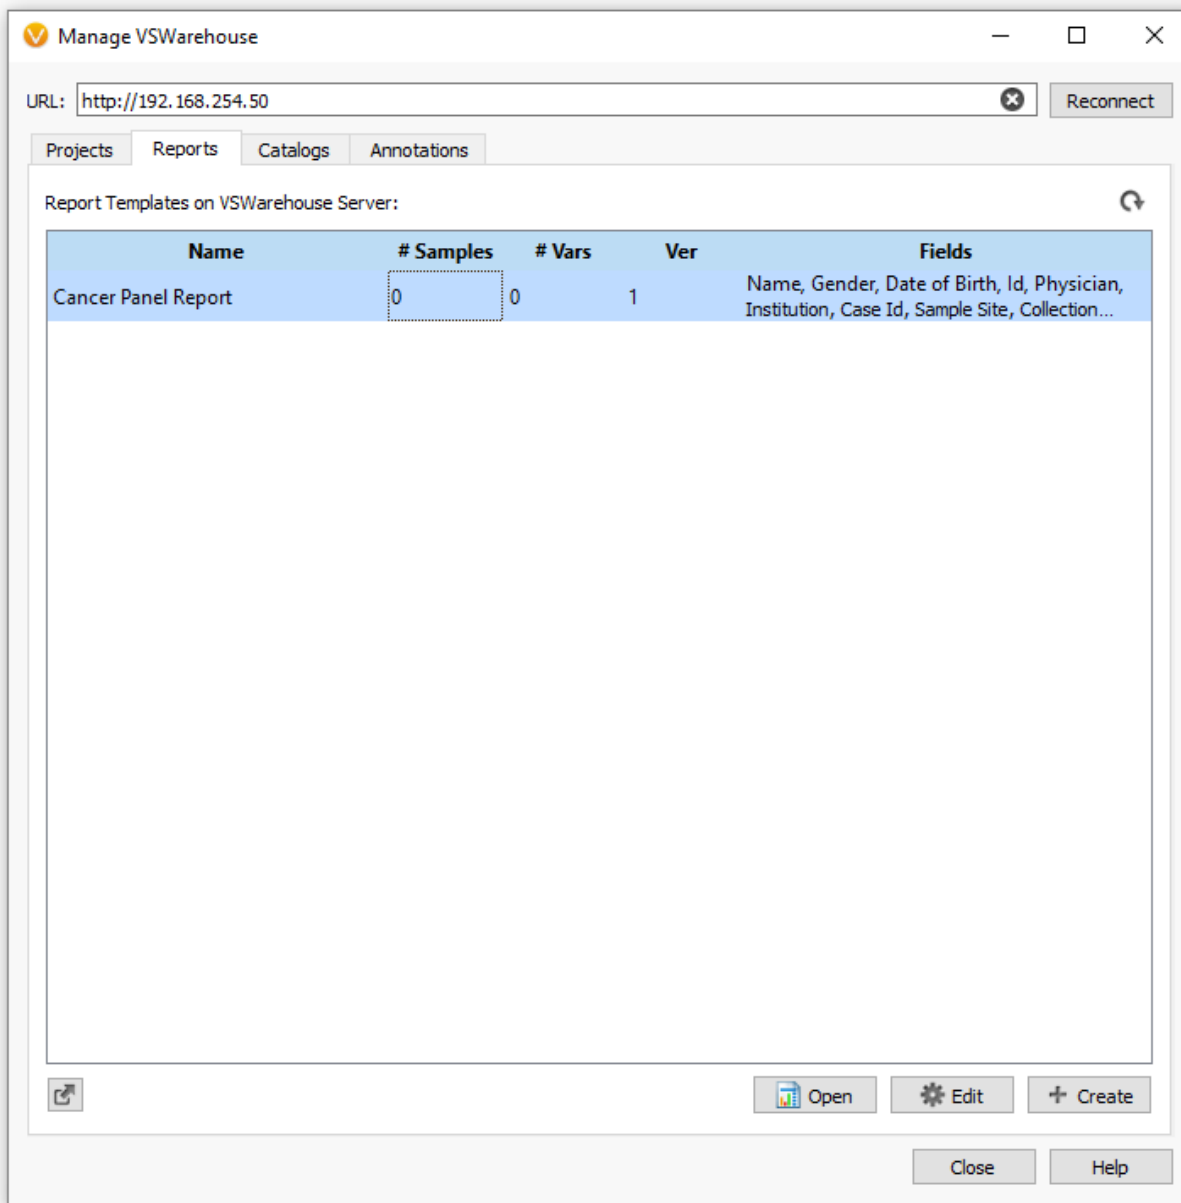 Manage VSWarehouse
URL: http://192.168.254.50 Reconnect
Projects Reports Catalogs Annotations
Report Templates on VSWarehouse Server:
Name # Samples # Vars Ver Fields
Cancer Panel Report 0 0 1 Name, Gender, Date of Birth, Id, Physician,
Institution, Case Id, Sample Site, Collection...
Open Edit Create
Close Help